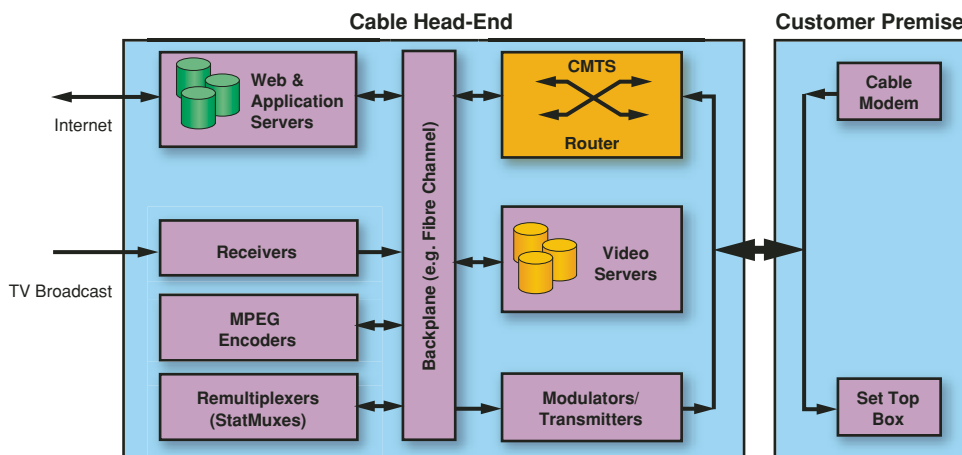 Cable Head-End
Customer Premise
Internet
TV Broadcast
Web &
Application
Servers
Receivers
MPEG
Encoders
Remultiplexers
(StatMuxes)
Backplane (e.g. Fibre Channel)
CMTS
Router
Video
Servers
Modulators/
Transmitters
Cable
Modem
Set Top
Box